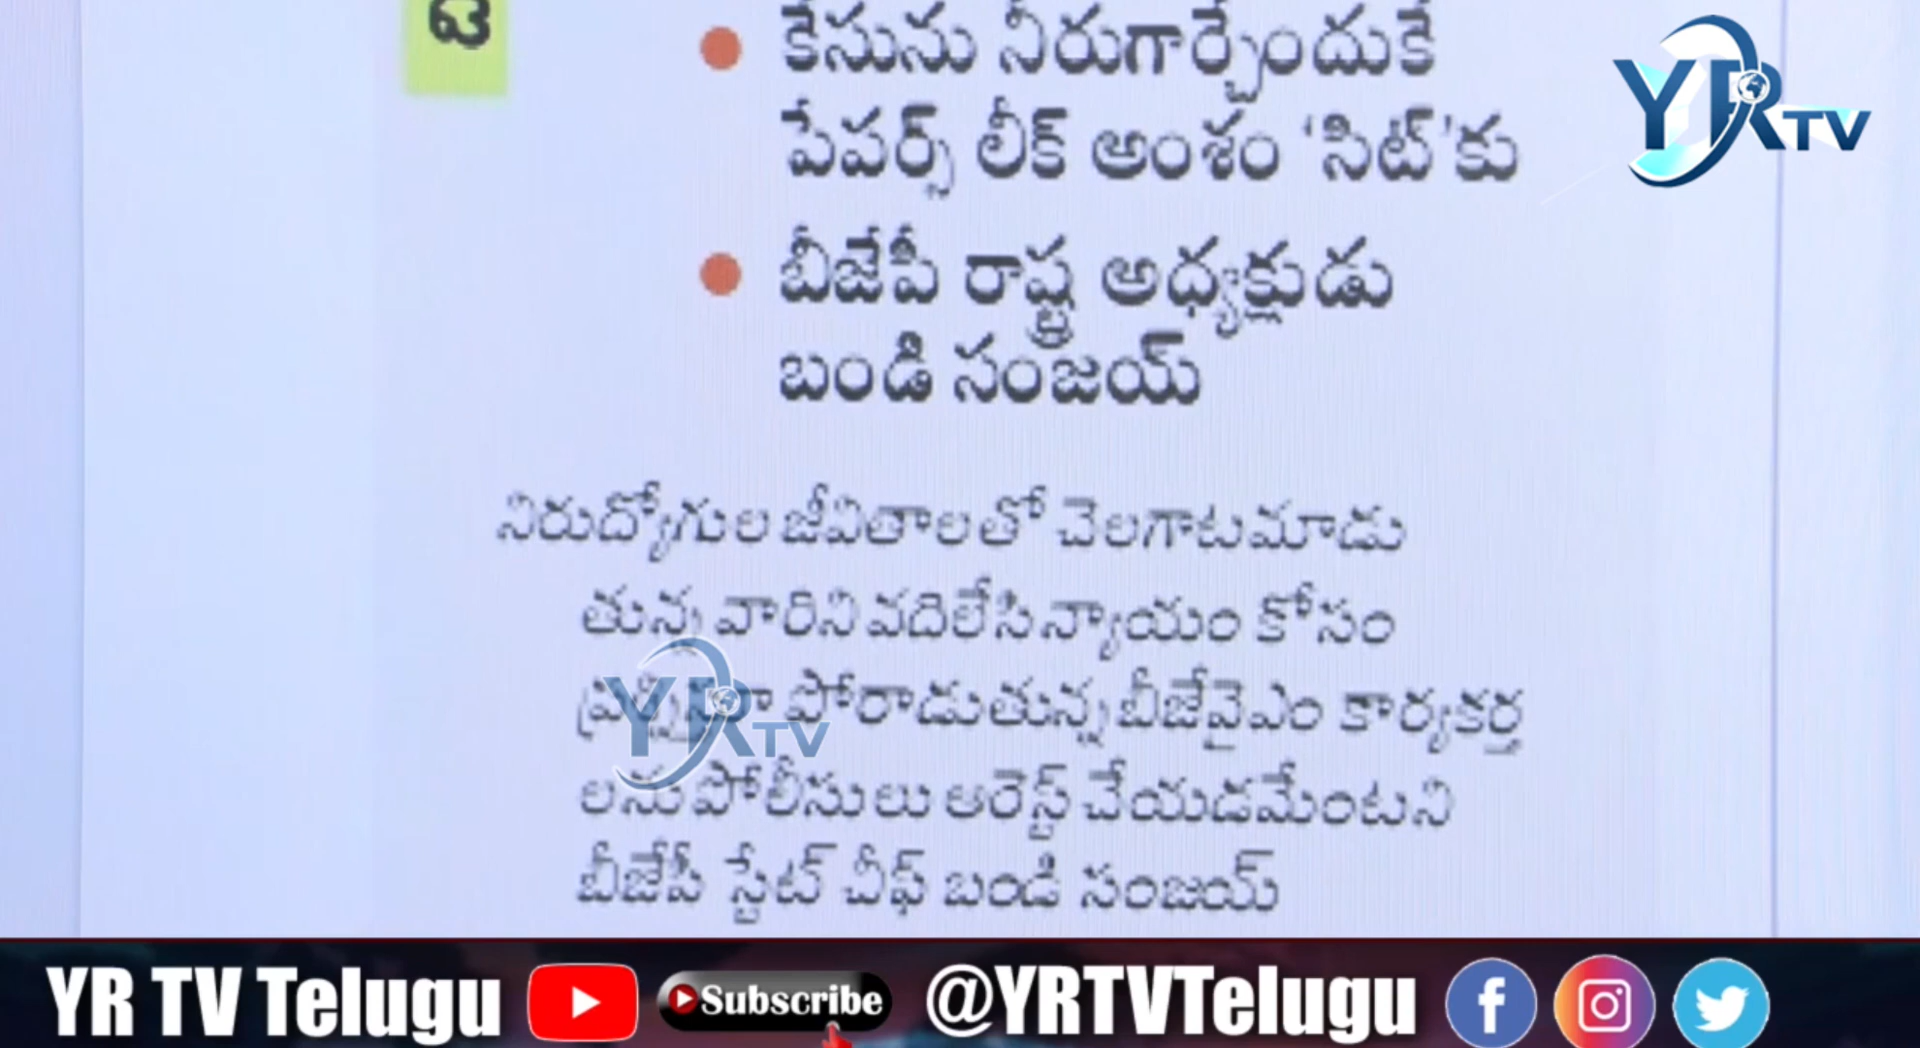 కేసును నీరుగార్చేందుకే
పేపర్స్ లీక్ అంశం ‘సిట్’కు
బీజేపీ రాష్ట్ర అధ్యక్షుడు
బండి సంజయ్
నిరుద్యోగుల జీవితాలతో చెలగాటమాడు
తున్న వారిని వదిలేసి న్యాయం కోసం
పోరాడుతున్న బీజేవైఎం కార్యకర్త
లను పోలీసులు అరెస్ట్ చేయడమేంటని
బీజేపీ స్టేట్ చీఫ్ బండి సంజయ్
YRTV
YRTV
YR TV Telugu
Subscribe
@YRTVTelugu